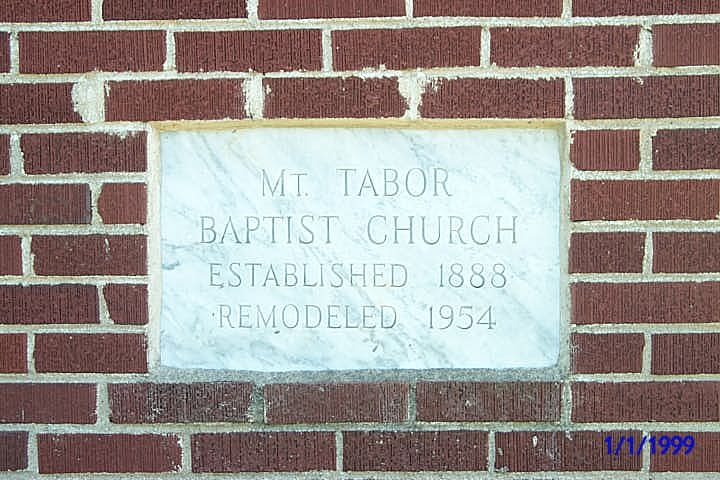 MT. TABOR
BAPTIST CHURCH
ESTABLISHED 1888
REMODELED 1954
1/1/1999